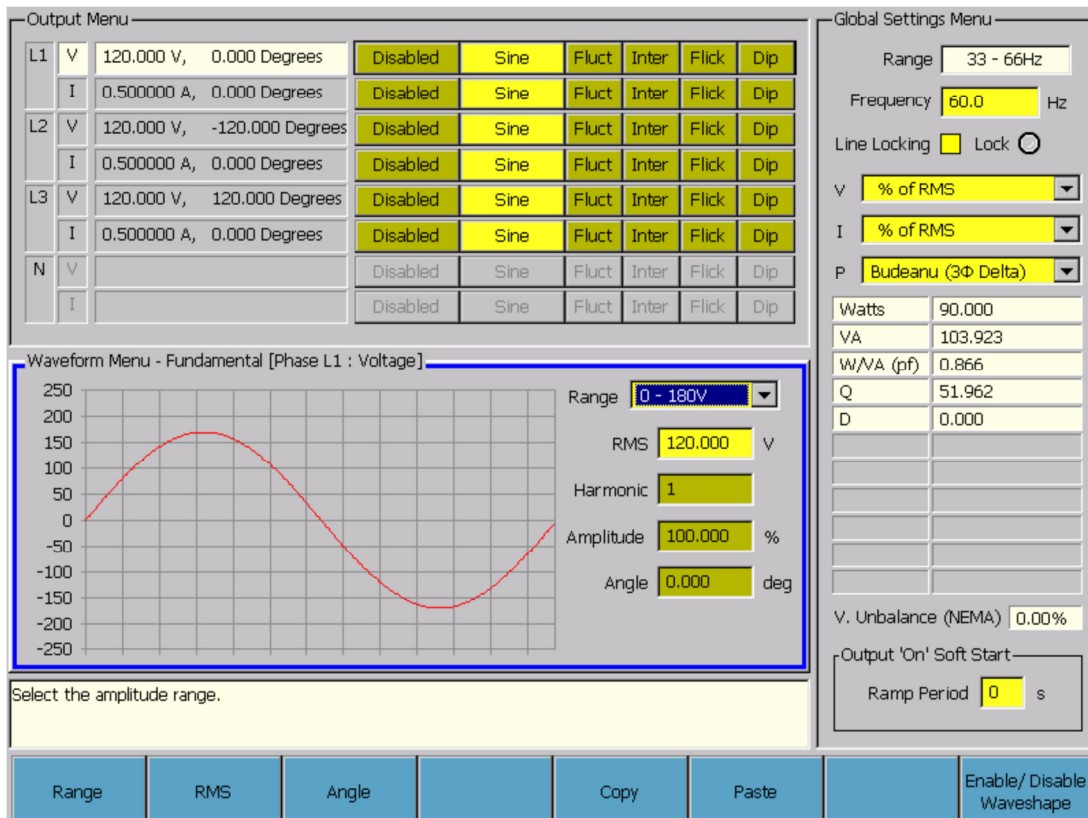 Output Menu
L1 V 120.000 V, 0.000 Degrees Disabled Sine Fluct Inter Flick Dip
I 0.500000 A, 0.000 Degrees Disabled Sine Fluct Inter Flick Dip
L2 V 120.000 V, -120.000 Degrees Disabled Sine Fluct Inter Flick Dip
I 0.500000 A, 0.000 Degrees Disabled Sine Fluct Inter Flick Dip
L3 V 120.000 V, 120.000 Degrees Disabled Sine Fluct Inter Flick Dip
I 0.500000 A, 0.000 Degrees Disabled Sine Fluct Inter Flick Dip
N V Disabled Sine Fluct Inter Flick Dip
I Disabled Sine Fluct Inter Flick Dip
Waveform Menu - Fundamental [Phase L1 : Voltage]
250
200
150
100
50
0
-50
-100
-150
-200
-250
Range 0 - 180V
RMS 120.000 V
Harmonic 1
Amplitude 100.000 %
Angle 0.000 deg
Select the amplitude range.
Global Settings Menu
Range 33 - 66Hz
Frequency 60.0 Hz
Line Locking Lock
V % of RMS
I % of RMS
P Budeanu (3Φ Delta)
Watts 90.000
VA 103.923
W/VA (pf) 0.866
Q 51.962
D 0.000
V. Unbalance (NEMA) 0.00%
Output 'On' Soft Start
Ramp Period 0 s
Range RMS Angle Copy Paste Enable/ Disable
Waveshape